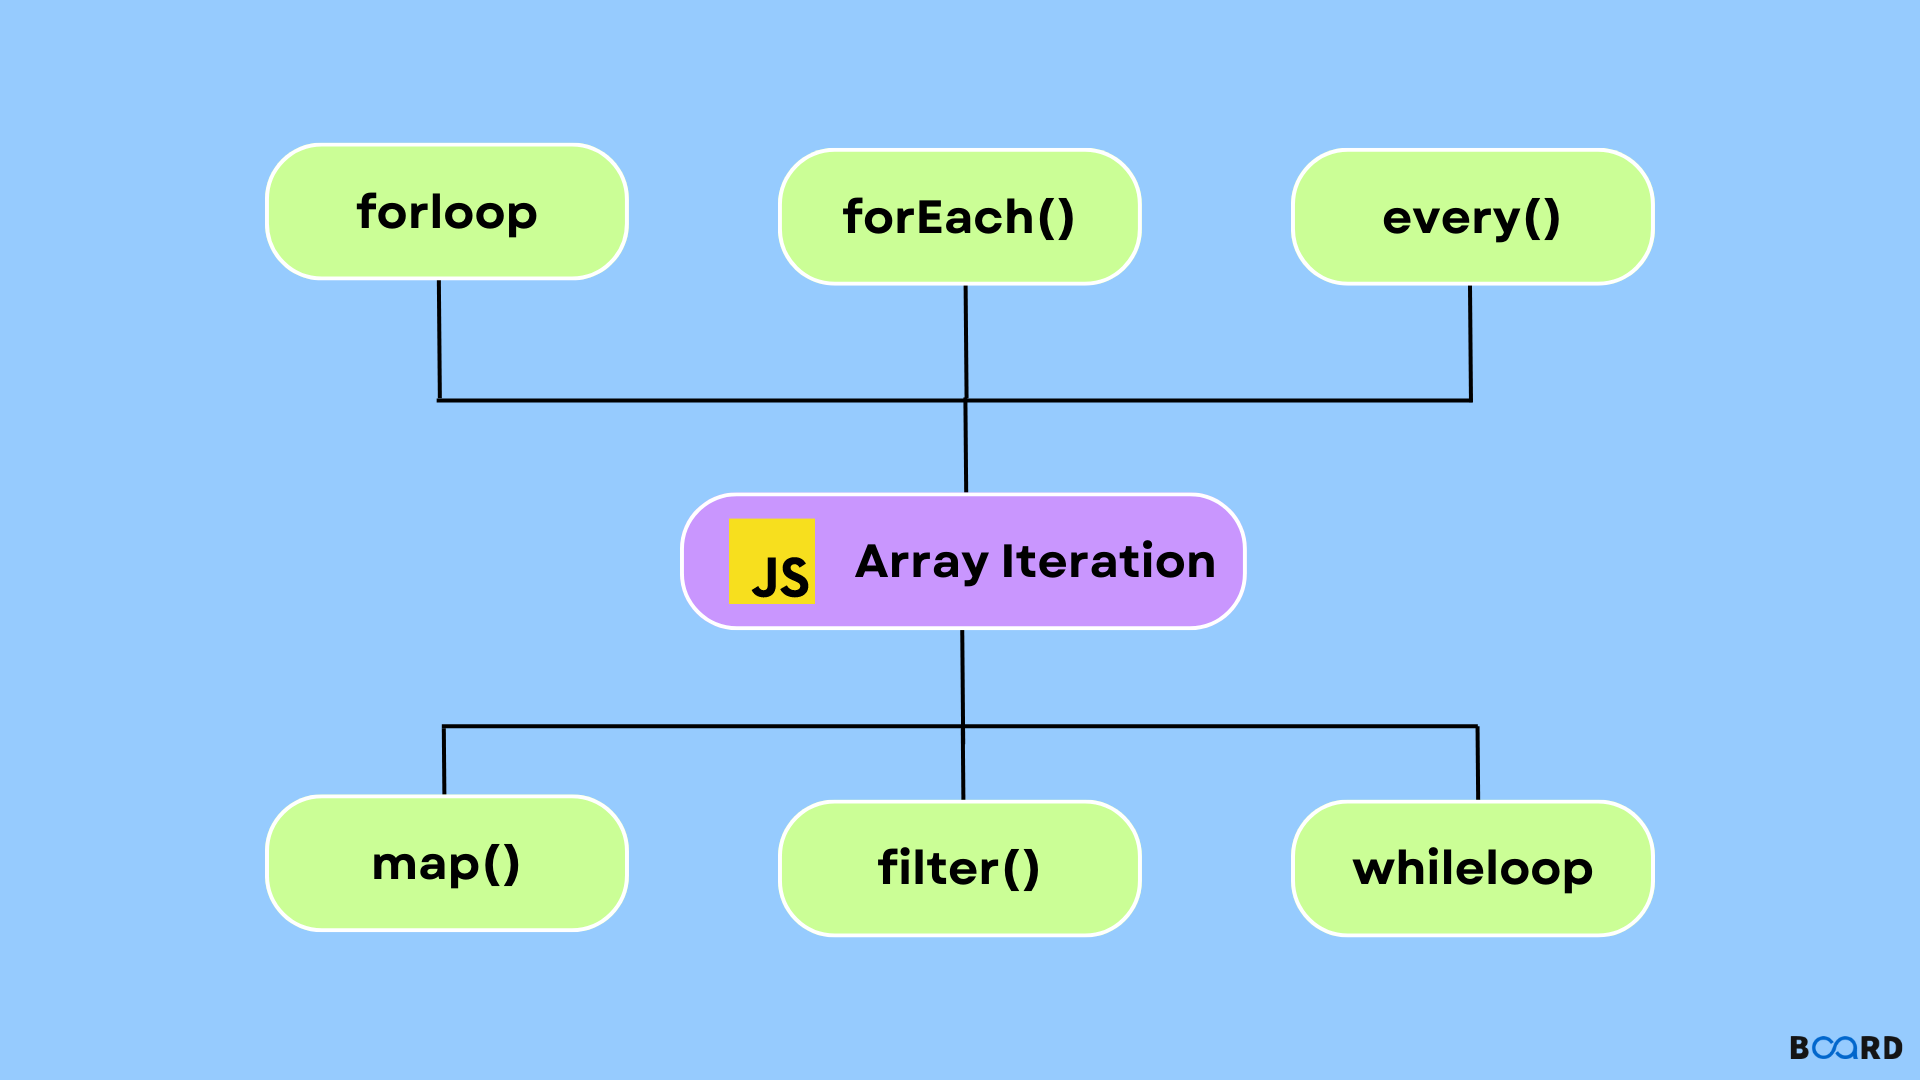 forloop
forEach()
every()
JS
Array Iteration
map()
filter()
whileloop
BOARD